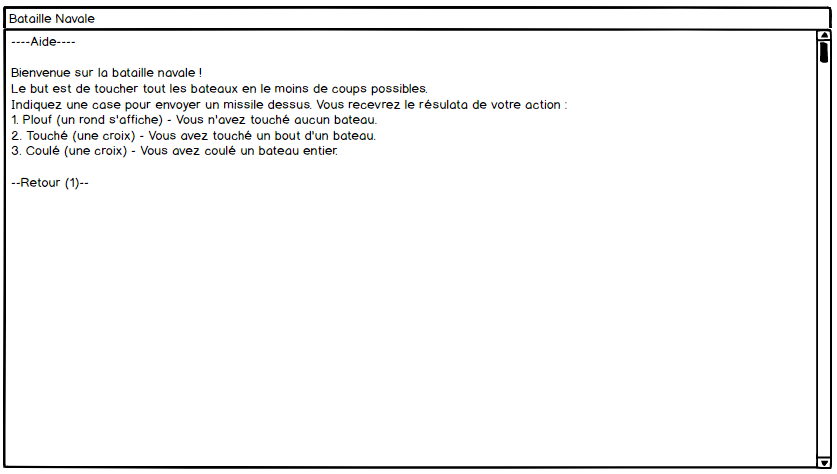 Bataille Navale
----Aide----
Bienvenue sur la bataille navale !
Le but est de toucher tout les bateaux en le moins de coups possibles.
Indiquez une case pour envoyer un missile dessus. Vous recevrez le résulata de votre action :
1. Plouf (un rond s'affiche) - Vous n'avez touché aucun bateau.
2. Touché (une croix) - Vous avez touché un bout d'un bateau.
3. Coulé (une croix) - Vous avez coulé un bateau entier.
--Retour (1)--